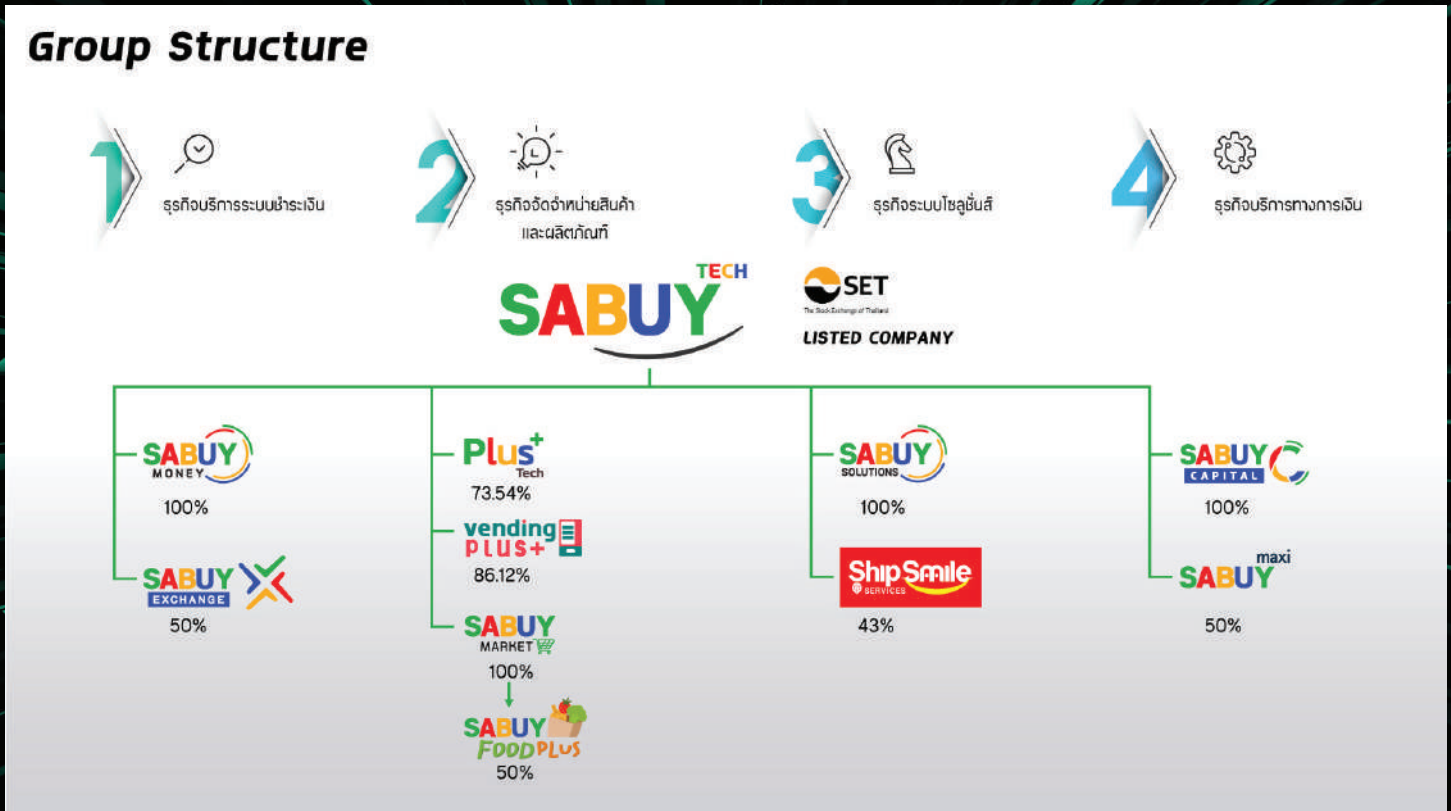 Group Structure
1
ธุรกิจบริการระบบชำระเงิน
2
ธุรกิจจัดจำหน่ายสินค้า
และผลิตภัณฑ์
3
ธุรกิจระบบโซลูชั่นส์
4
ธุรกิจบริการทางการเงิน
SABUY TECH
SET
The Stock Exchange of Thailand
LISTED COMPANY
SABUY
MONEY
100%
SABUY
EXCHANGE
50%
Plus+
Tech
73.54%
vending
PLUS+
86.12%
SABUY
MARKET
100%
SABUY
FOODPLUS
50%
SABUY
SOLUTIONS
100%
ShipSmile
SERVICES
43%
SABUY
CAPITAL
100%
maxi
SABUY
50%